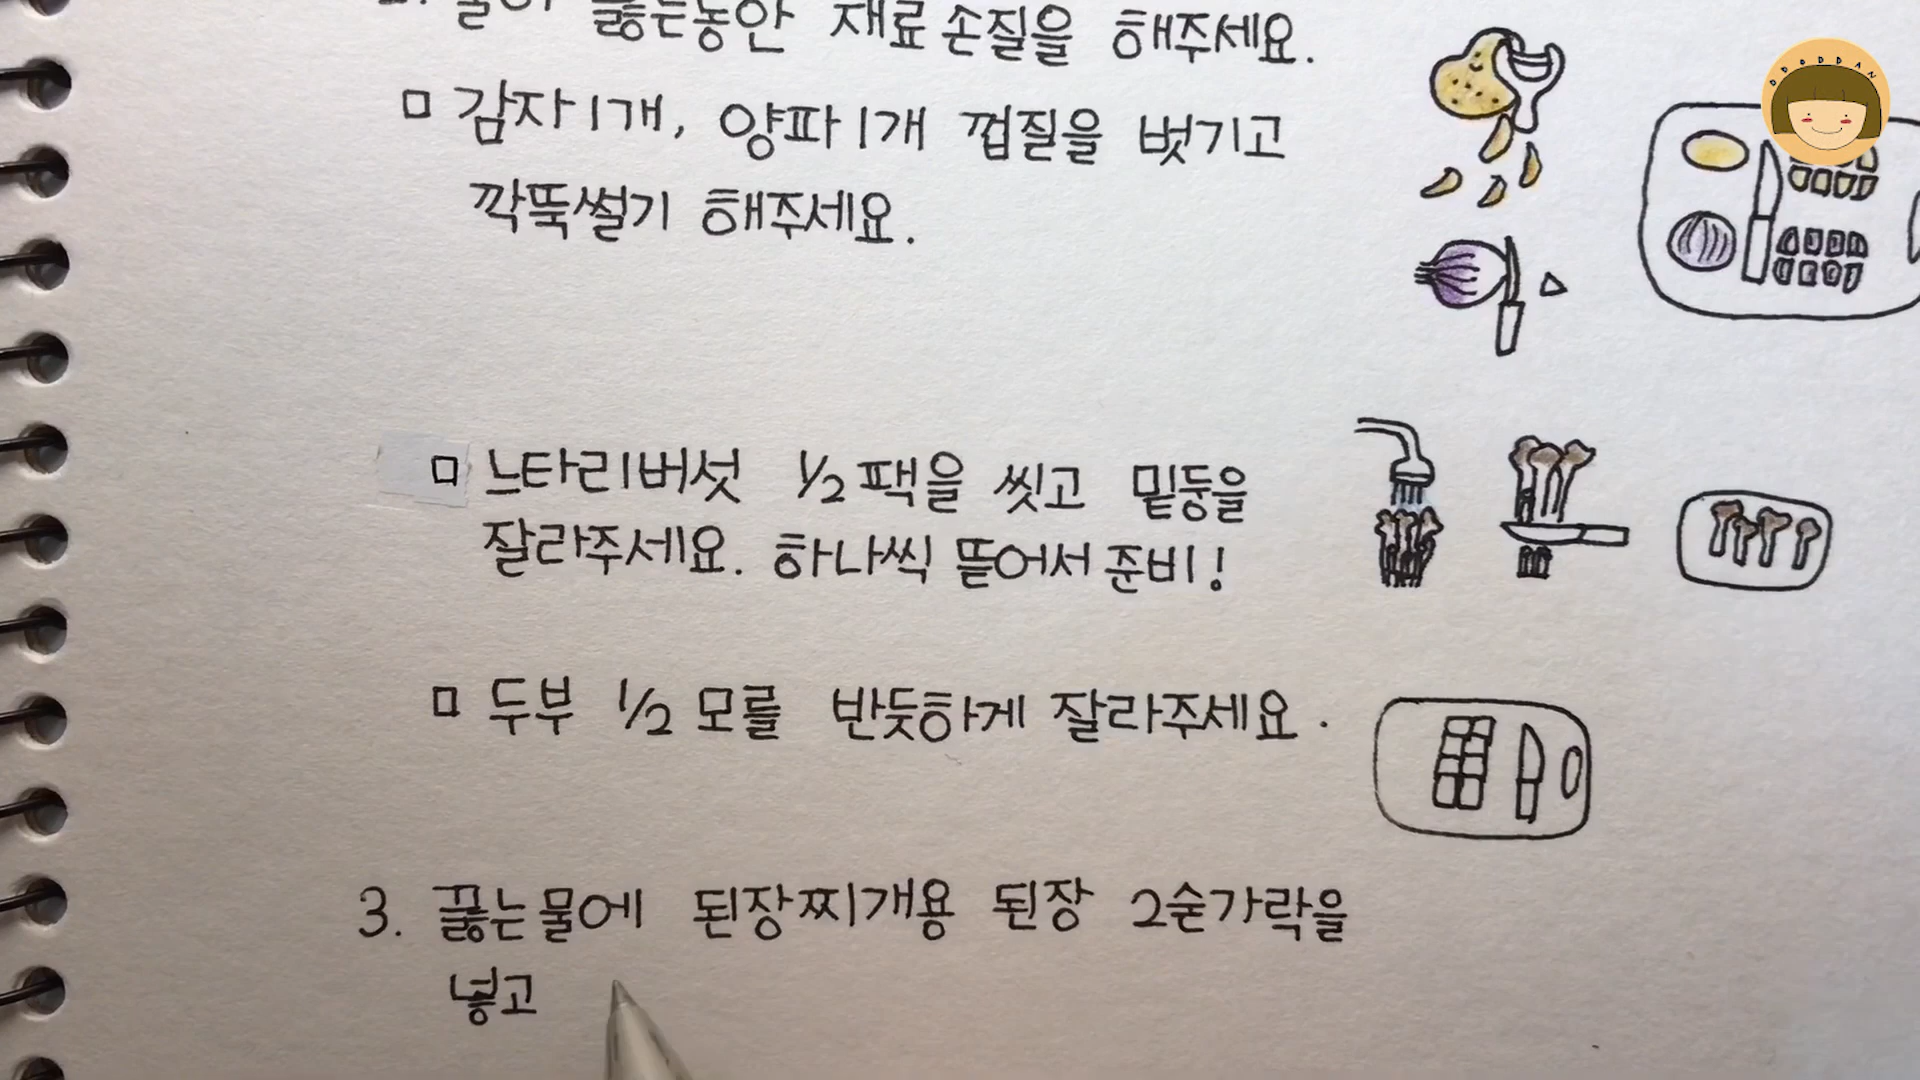 물이 끓는동안 재료손질을 해주세요.
ㅁ 감자1개, 양파1개 껍질을 벗기고
깍뚝썰기 해주세요.
ㅁ 느타리버섯 1/2팩을 씻고 밑둥을
잘라주세요. 하나씩 뜯어서 준비!
ㅁ 두부 1/2모를 반듯하게 잘라주세요.
3. 끓는물에 된장찌개용 된장 2숟가락을
넣고
DDODDAN